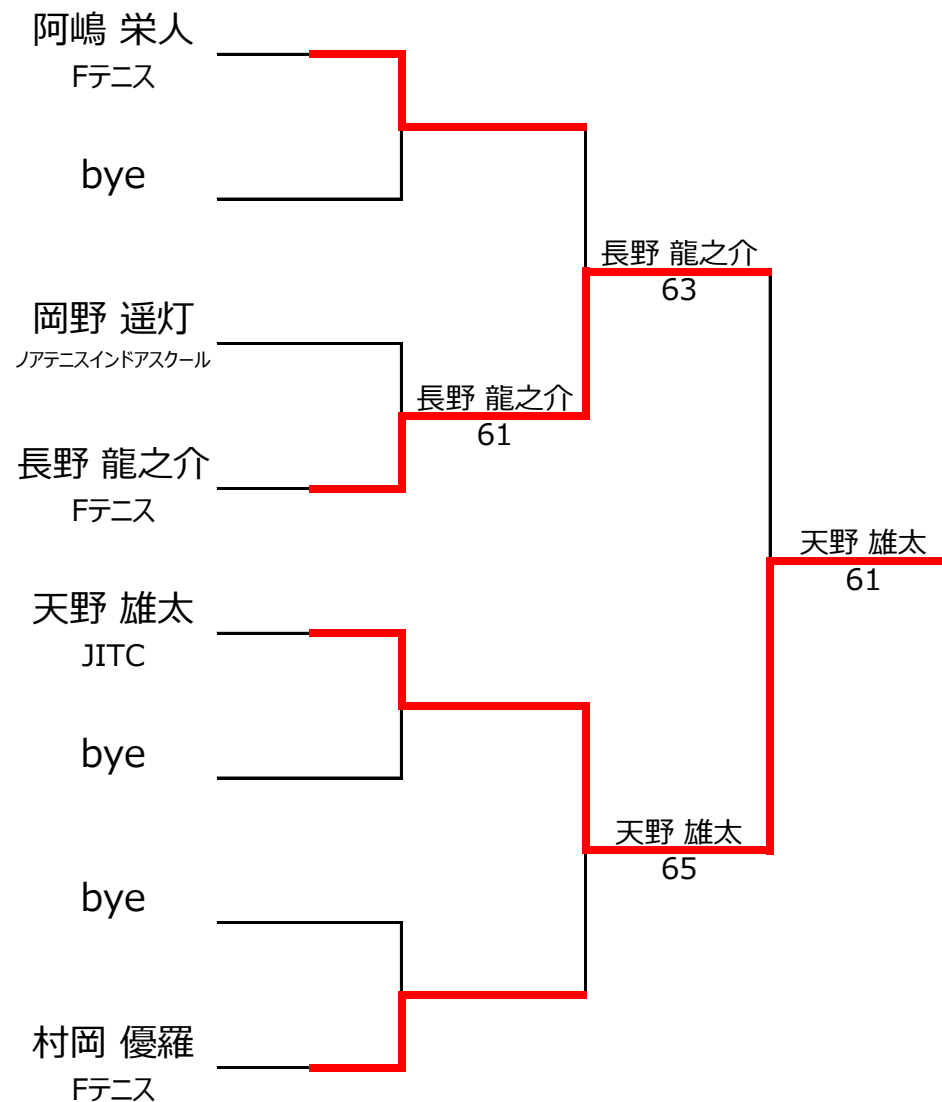 阿嶋 栄人
Fテニス
bye
長野 龍之介
63
岡野 遥灯
ノアテニスインドアスクール
長野 龍之介
61
長野 龍之介
Fテニス
天野 雄太
61
天野 雄太
JITC
bye
天野 雄太
65
bye
村岡 優羅
Fテニス